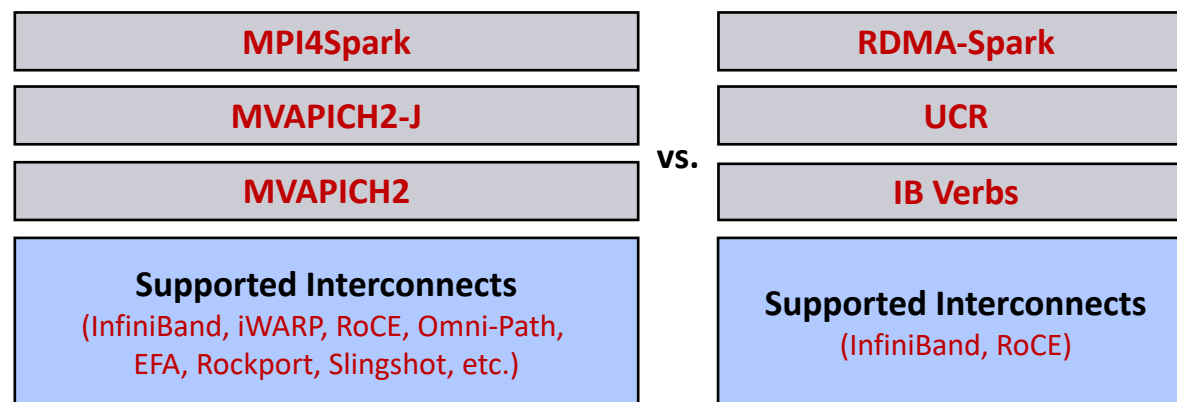 MPI4Spark
MVAPICH2-J
MVAPICH2
Supported Interconnects
(InfiniBand, iWARP, RoCE, Omni-Path,
EFA, Rockport, Slingshot, etc.)
vs.
RDMA-Spark
UCR
IB Verbs
Supported Interconnects
(InfiniBand, RoCE)